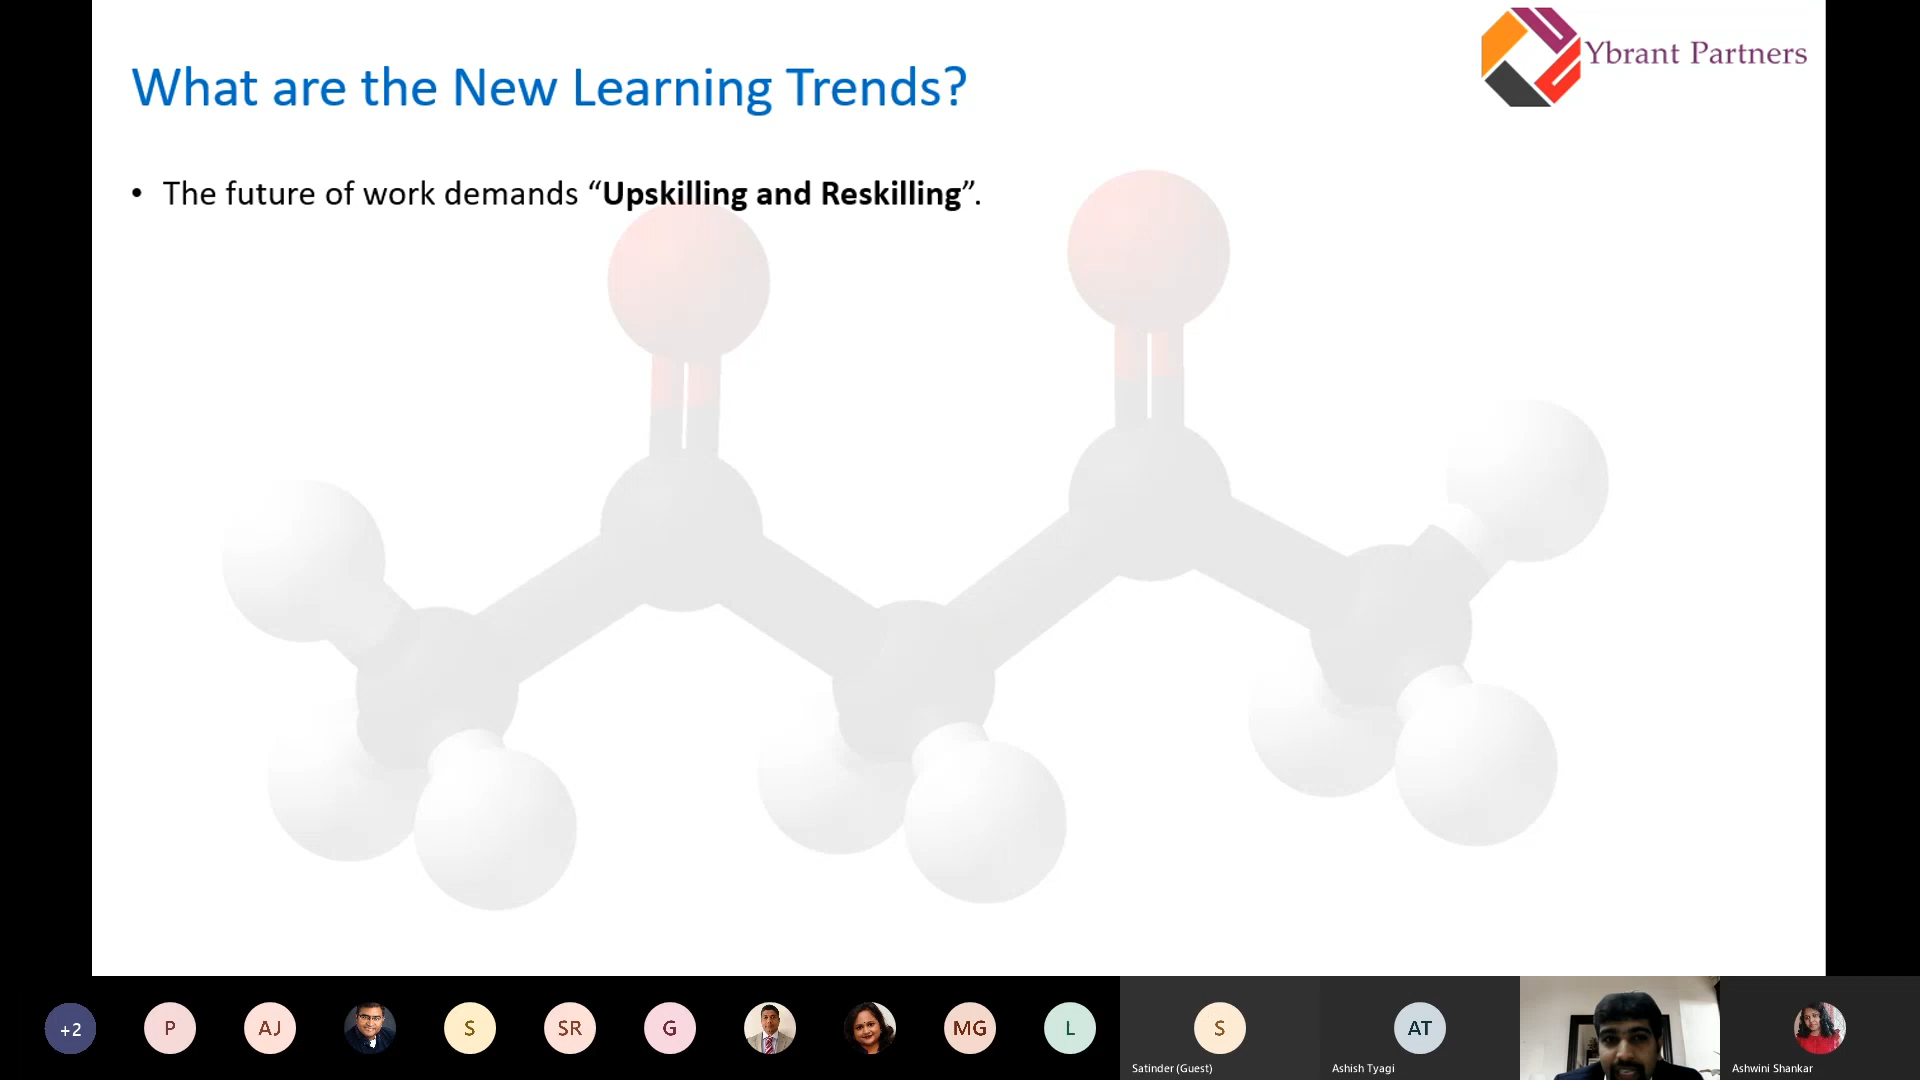 Ybrant Partners
What are the New Learning Trends?
• The future of work demands “Upskilling and Reskilling”.
+2
P
AJ
S
SR
G
MG
L
S
Satinder (Guest)
AT
Ashish Tyagi
Ashwini Shankar